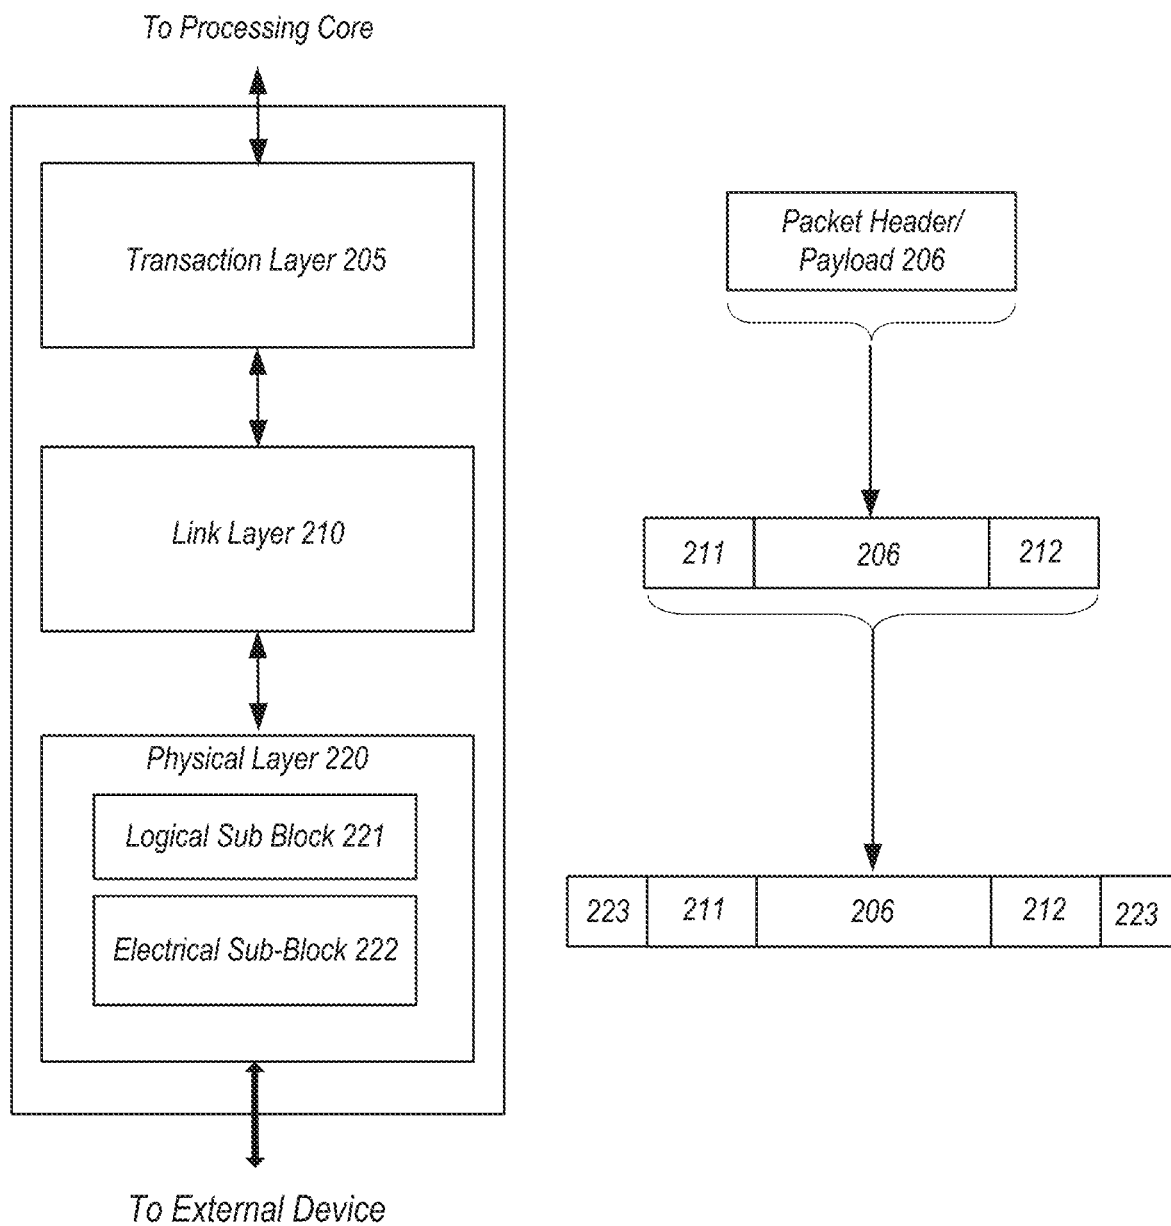 To Processing Core
Transaction Layer 205
Link Layer 210
Physical Layer 220
Logical Sub Block 221
Electrical Sub-Block 222
To External Device
Packet Header/
Payload 206
211 206 212
223 211 206 212 223